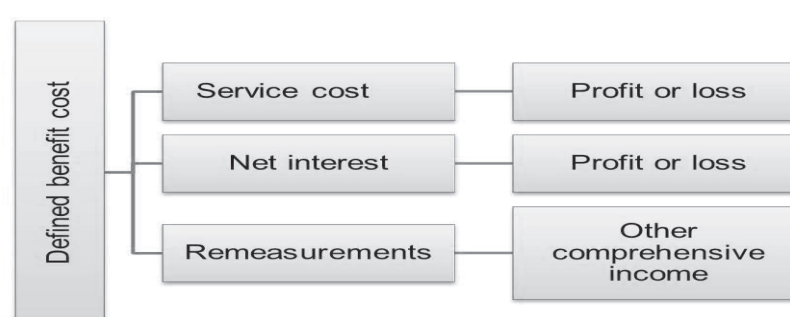 Defined benefit cost
Service cost
Profit or loss
Net interest
Profit or loss
Remeasurements
Other
comprehensive
income